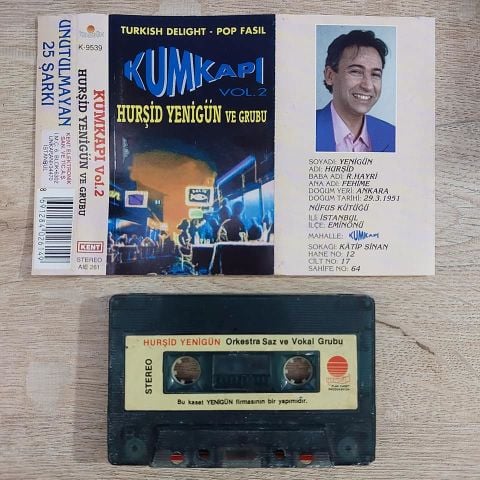 K-9539
UNUTULMAYAN
25 ŞARKI
KUMKAPI Vol.2
HURŞİD YENİGÜN VE GRUBU
KENT
STEREO
TURKISH DELIGHT - POP FASIL
KUMKAPI
VOL.2
HURŞİD YENİGÜN VE GRUBU
SOYADI: YENİGÜN
ADI: HURŞİD
BABA ADI: R.HAYRİ
ANA ADI: FEHİME
DOĞUM YERİ: ANKARA
DOĞUM TARİHİ: 29.3.1951
NÜFUS KÜTÜĞÜ
İLİ: İSTANBUL
İLÇE: EMİNÖNÜ
MAHALLE: KUMKAPI
SOKAĞI: KÂTİP SİNAN
HANE NO: 12
CİLT NO: 17
SAHİFE NO: 64
HURŞİD YENİGÜN Orkestra Saz ve Vokal Grubu
STEREO
Bu kaset YENİGÜN firmasının bir yapımıdır.